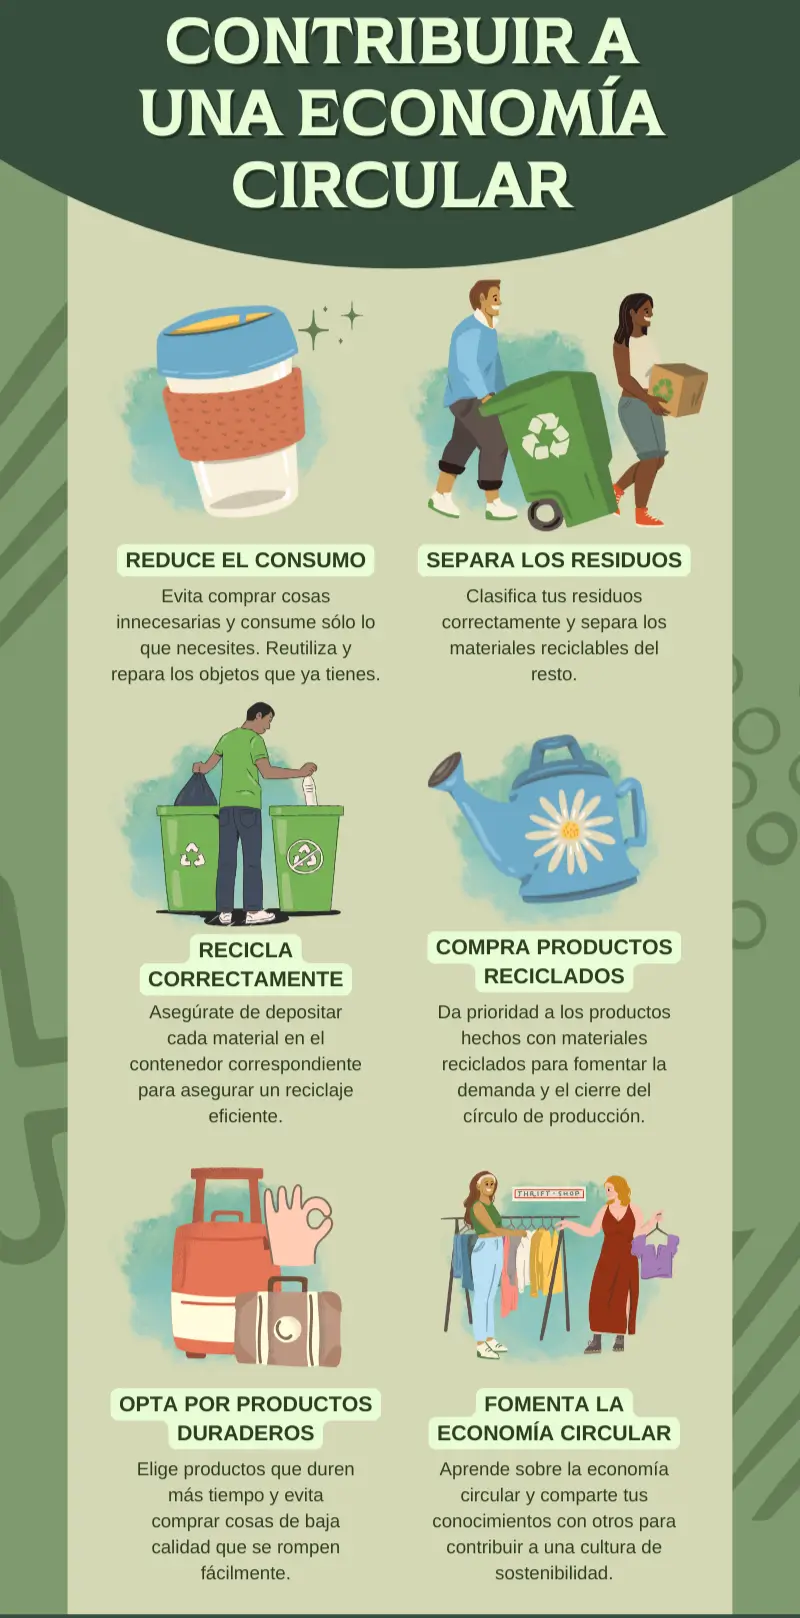 CONTRIBUIR A
UNA ECONOMÍA
CIRCULAR
REDUCE EL CONSUMO
Evita comprar cosas
innecesarias y consume sólo lo
que necesites. Reutiliza y
repara los objetos que ya tienes.
SEPARA LOS RESIDUOS
Clasifica tus residuos
correctamente y separa los
materiales reciclables del
resto.
RECICLA
CORRECTAMENTE
Asegúrate de depositar
cada material en el
contenedor correspondiente
para asegurar un reciclaje
eficiente.
COMPRA PRODUCTOS
RECICLADOS
Da prioridad a los productos
hechos con materiales
reciclados para fomentar la
demanda y el cierre del
círculo de producción.
OPTA POR PRODUCTOS
DURADEROS
Elige productos que duren
más tiempo y evita
comprar cosas de baja
calidad que se rompen
fácilmente.
THRIFT·SHOP
FOMENTA LA
ECONOMÍA CIRCULAR
Aprende sobre la economía
circular y comparte tus
conocimientos con otros para
contribuir a una cultura de
sostenibilidad.